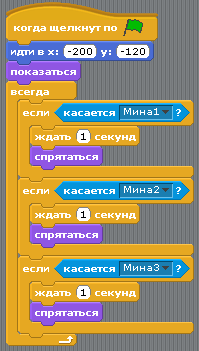 когда щелкнут по
идти в x: -200 y: -120
показаться
всегда
если касается Мина1 ?
ждать 1 секунд
спрятаться
если касается Мина2 ?
ждать 1 секунд
спрятаться
если касается Мина3 ?
ждать 1 секунд
спрятаться